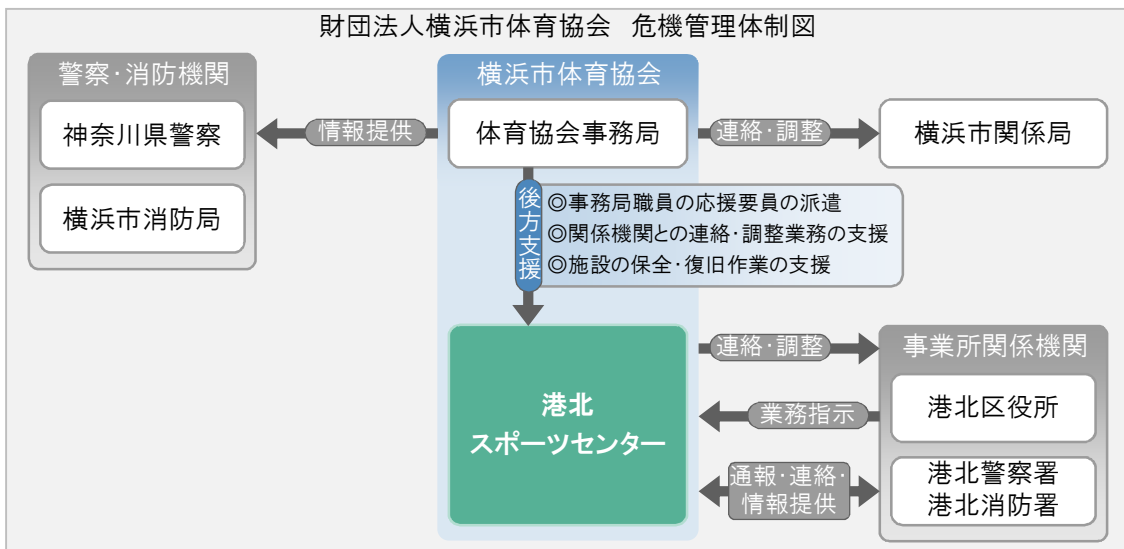 財団法人横浜市体育協会　危機管理体制図
警察・消防機関
神奈川県警察
横浜市消防局
情報提供
横浜市体育協会
体育協会事務局
連絡・調整
横浜市関係局
後方支援
◎事務局職員の応援要員の派遣
◎関係機関との連絡・調整業務の支援
◎施設の保全・復旧作業の支援
港北
スポーツセンター
連絡・調整
業務指示
通報・連絡・
情報提供
事業所関係機関
港北区役所
港北警察署
港北消防署